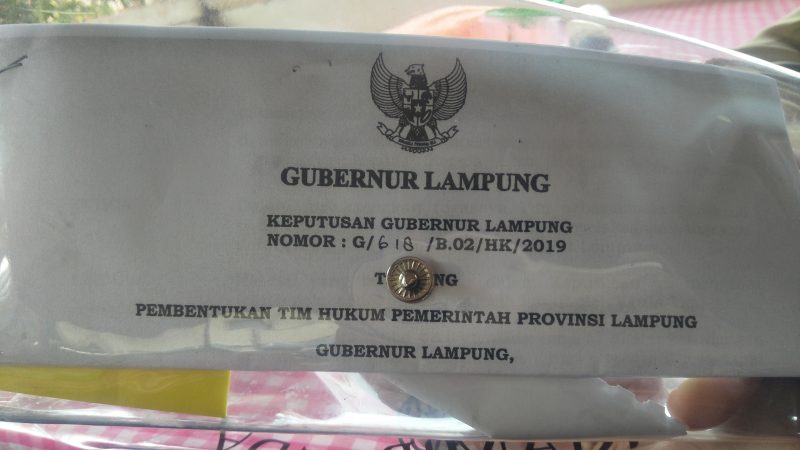 GUBERNUR LAMPUNG
KEPUTUSAN GUBERNUR LAMPUNG
NOMOR : G/618/B.02/HK/2019
PEMBENTUKAN TIM HUKUM PEMERINTAH PROVINSI LAMPUNG
GUBERNUR LAMPUNG,